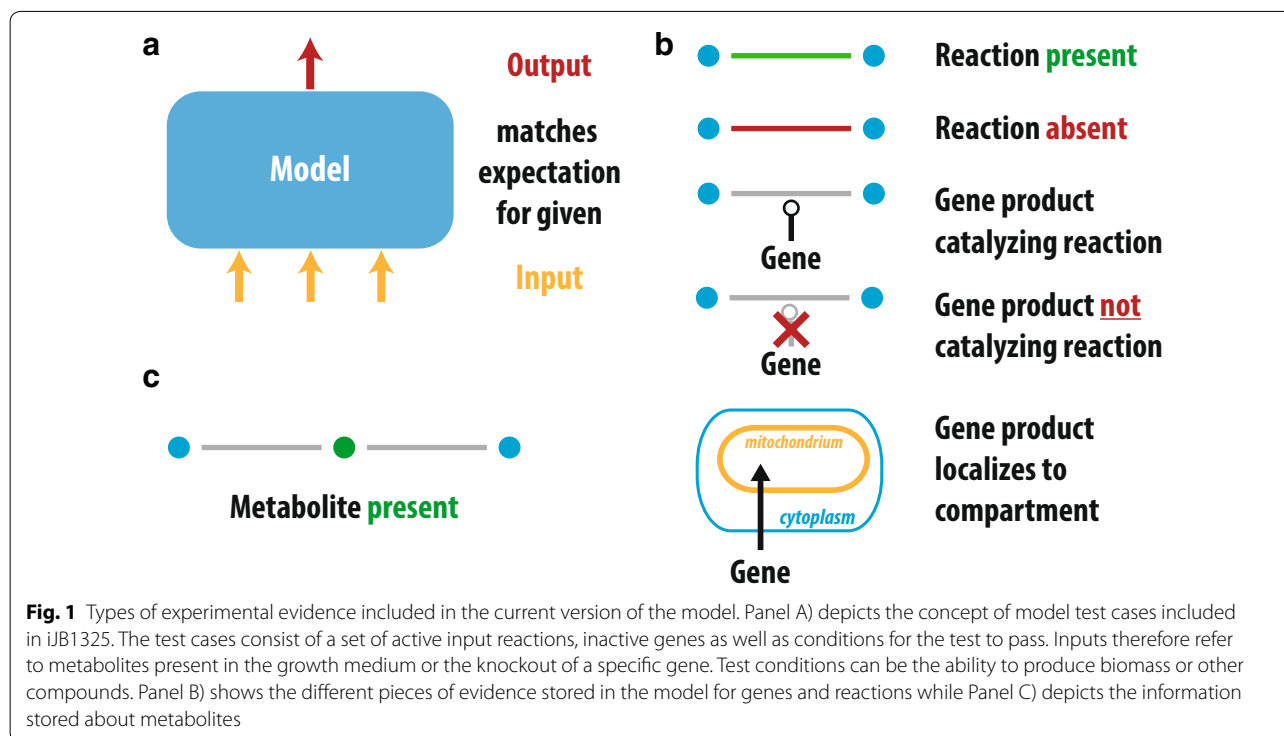 a
Output
matches
expectation
for given
Model
Input
b
Reaction present
Reaction absent
Gene product
catalyzing reaction
Gene
Gene product not
catalyzing reaction
Gene
mitochondrium
cytoplasm
Gene
Gene product
localizes to
compartment
c
Metabolite present
Fig. 1 Types of experimental evidence included in the current version of the model. Panel A) depicts the concept of model test cases included
in iJB1325. The test cases consist of a set of active input reactions, inactive genes as well as conditions for the test to pass. Inputs therefore refer
to metabolites present in the growth medium or the knockout of a specific gene. Test conditions can be the ability to produce biomass or other
compounds. Panel B) shows the different pieces of evidence stored in the model for genes and reactions while Panel C) depicts the information
stored about metabolites